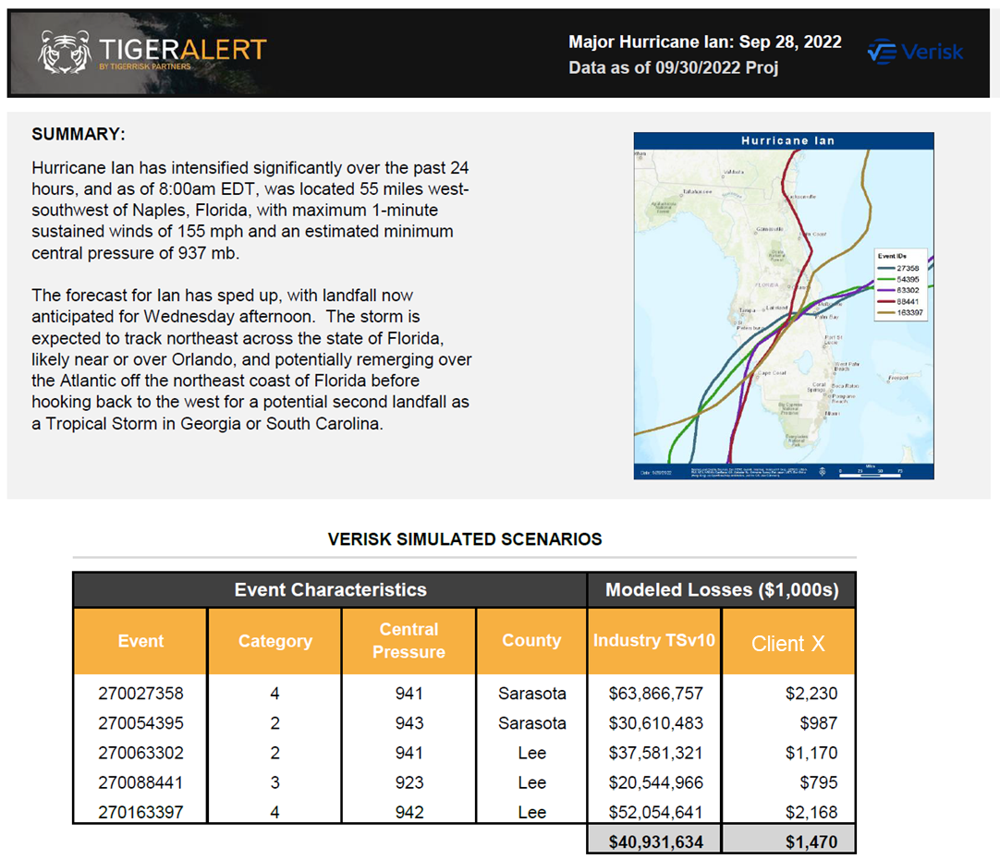 TIGERALERT
BY TIGERRISK PARTNERS
Major Hurricane Ian: Sep 28, 2022
Data as of 09/30/2022 Proj
Verisk
SUMMARY:
Hurricane Ian has intensified significantly over the past 24
hours, and as of 8:00am EDT, was located 55 miles west-
southwest of Naples, Florida, with maximum 1-minute
sustained winds of 155 mph and an estimated minimum
central pressure of 937 mb.
The forecast for Ian has sped up, with landfall now
anticipated for Wednesday afternoon. The storm is
expected to track northeast across the state of Florida,
likely near or over Orlando, and potentially remerging over
the Atlantic off the northeast coast of Florida before
hooking back to the west for a potential second landfall as
a Tropical Storm in Georgia or South Carolina.
Hurricane Ian
Valdosta
Tallahassee
Jacksonville
Gainesville
Palm Coast
FLORIDA
Tampa
Lakeland
St
Petersburg
Palm Bay
Port St
Lucie
Cape Coral
West Palm
Beach
Coral
Springs
Boca Raton
Pompano
Beach
Miami
Freeport
Everglades
National
Park
Event IDs
27358
54395
63302
88441
163397
Miles
VERISK SIMULATED SCENARIOS
Event Characteristics Modeled Losses ($1,000s)
Event Category Central Pressure County Industry TSv10 Client X
270027358 4 941 Sarasota $63,866,757 $2,230
270054395 2 943 Sarasota $30,610,483 $987
270063302 2 941 Lee $37,581,321 $1,170
270088441 3 923 Lee $20,544,966 $795
270163397 4 942 Lee $52,054,641 $2,168
$40,931,634 $1,470